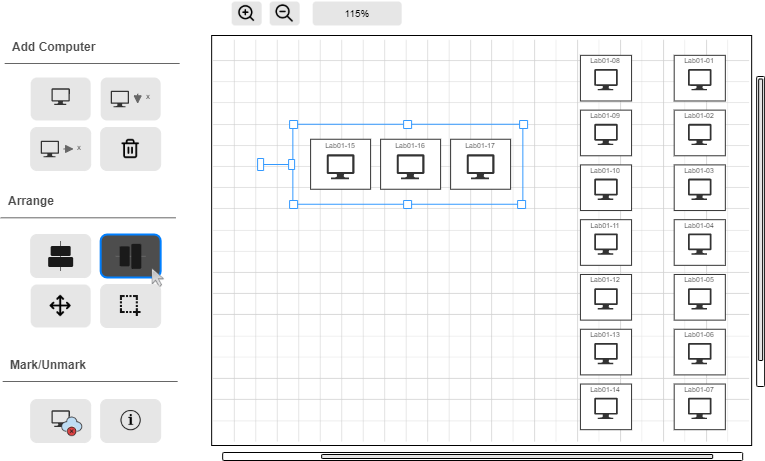 115%
Add Computer
x
x
Arrange
Mark/Unmark
Lab01-15
Lab01-16
Lab01-17
Lab01-08
Lab01-01
Lab01-09
Lab01-02
Lab01-10
Lab01-03
Lab01-11
Lab01-04
Lab01-12
Lab01-05
Lab01-13
Lab01-06
Lab01-14
Lab01-07